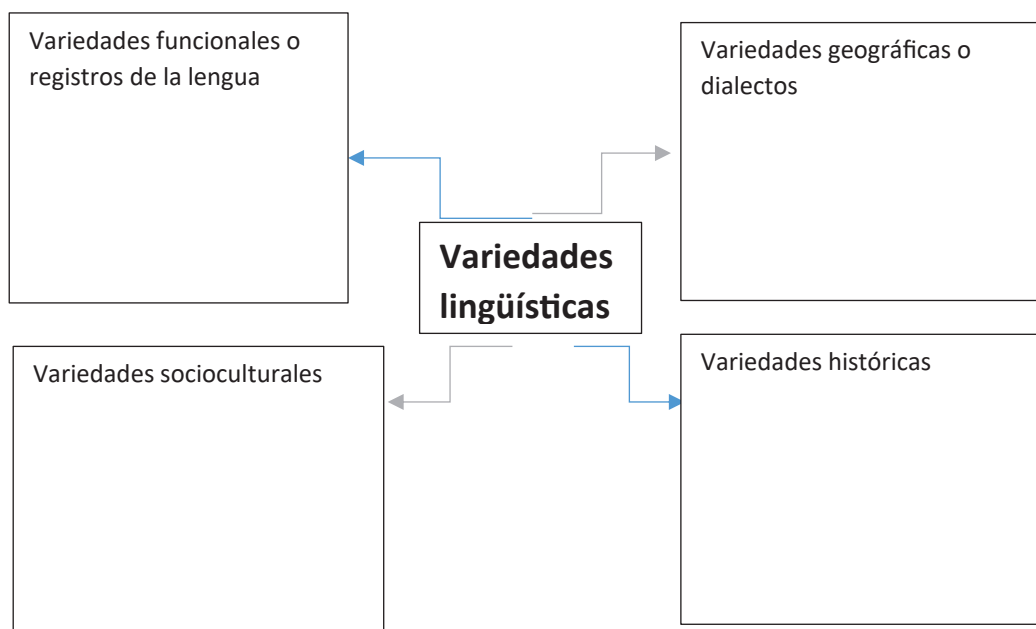 Variedades funcionales o
registros de la lengua
Variedades geográficas o
dialectos
Variedades
lingüísticas
Variedades socioculturales
Variedades históricas